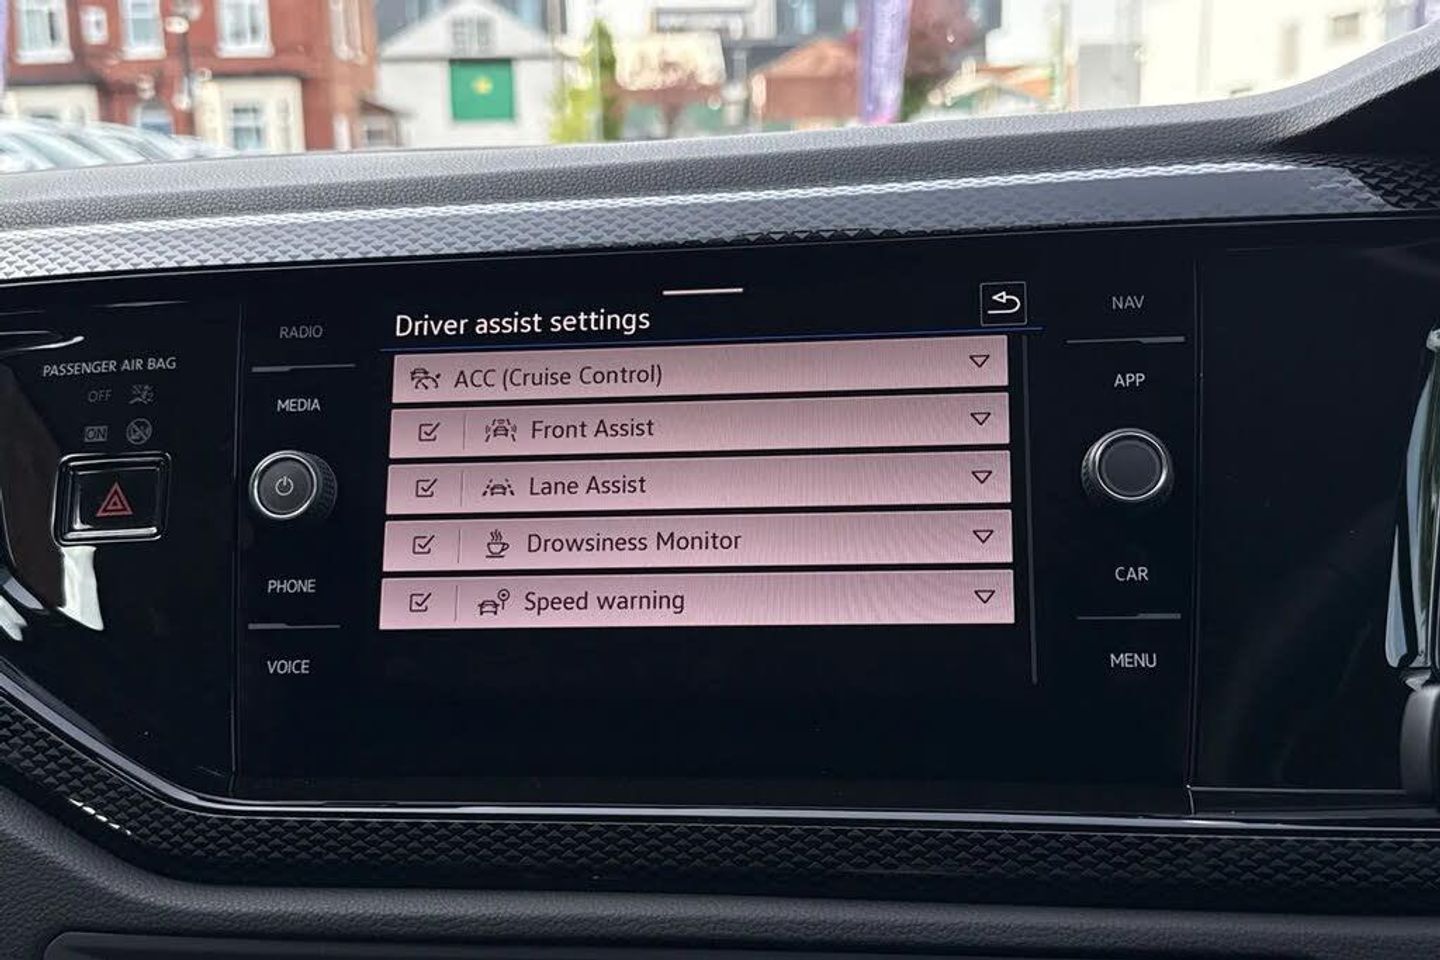 PASSENGER AIR BAG
OFF
ON
RADIO
MEDIA
PHONE
VOICE
Driver assist settings
ACC (Cruise Control)
Front Assist
Lane Assist
Drowsiness Monitor
Speed warning
NAV
APP
CAR
MENU